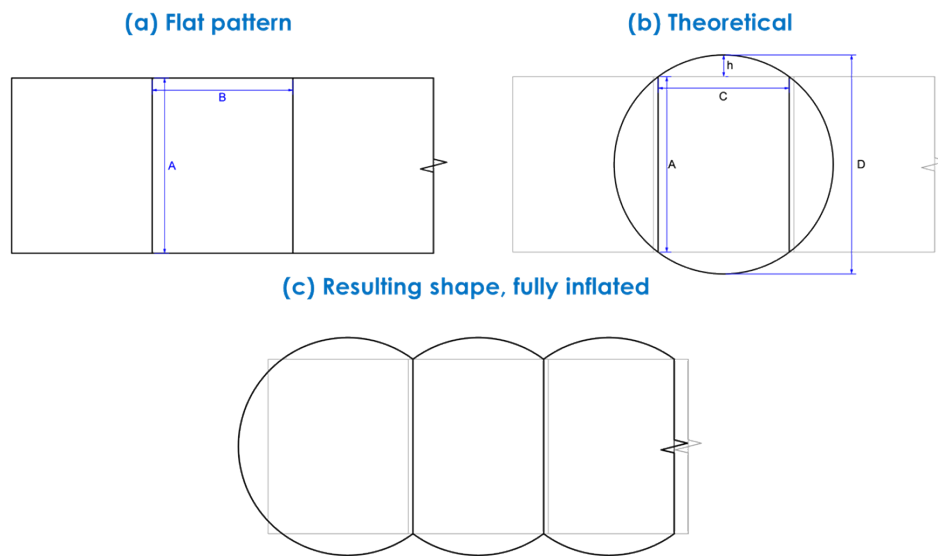 (a) Flat pattern
(b) Theoretical
B
A
h
C
A
D
(c) Resulting shape, fully inflated